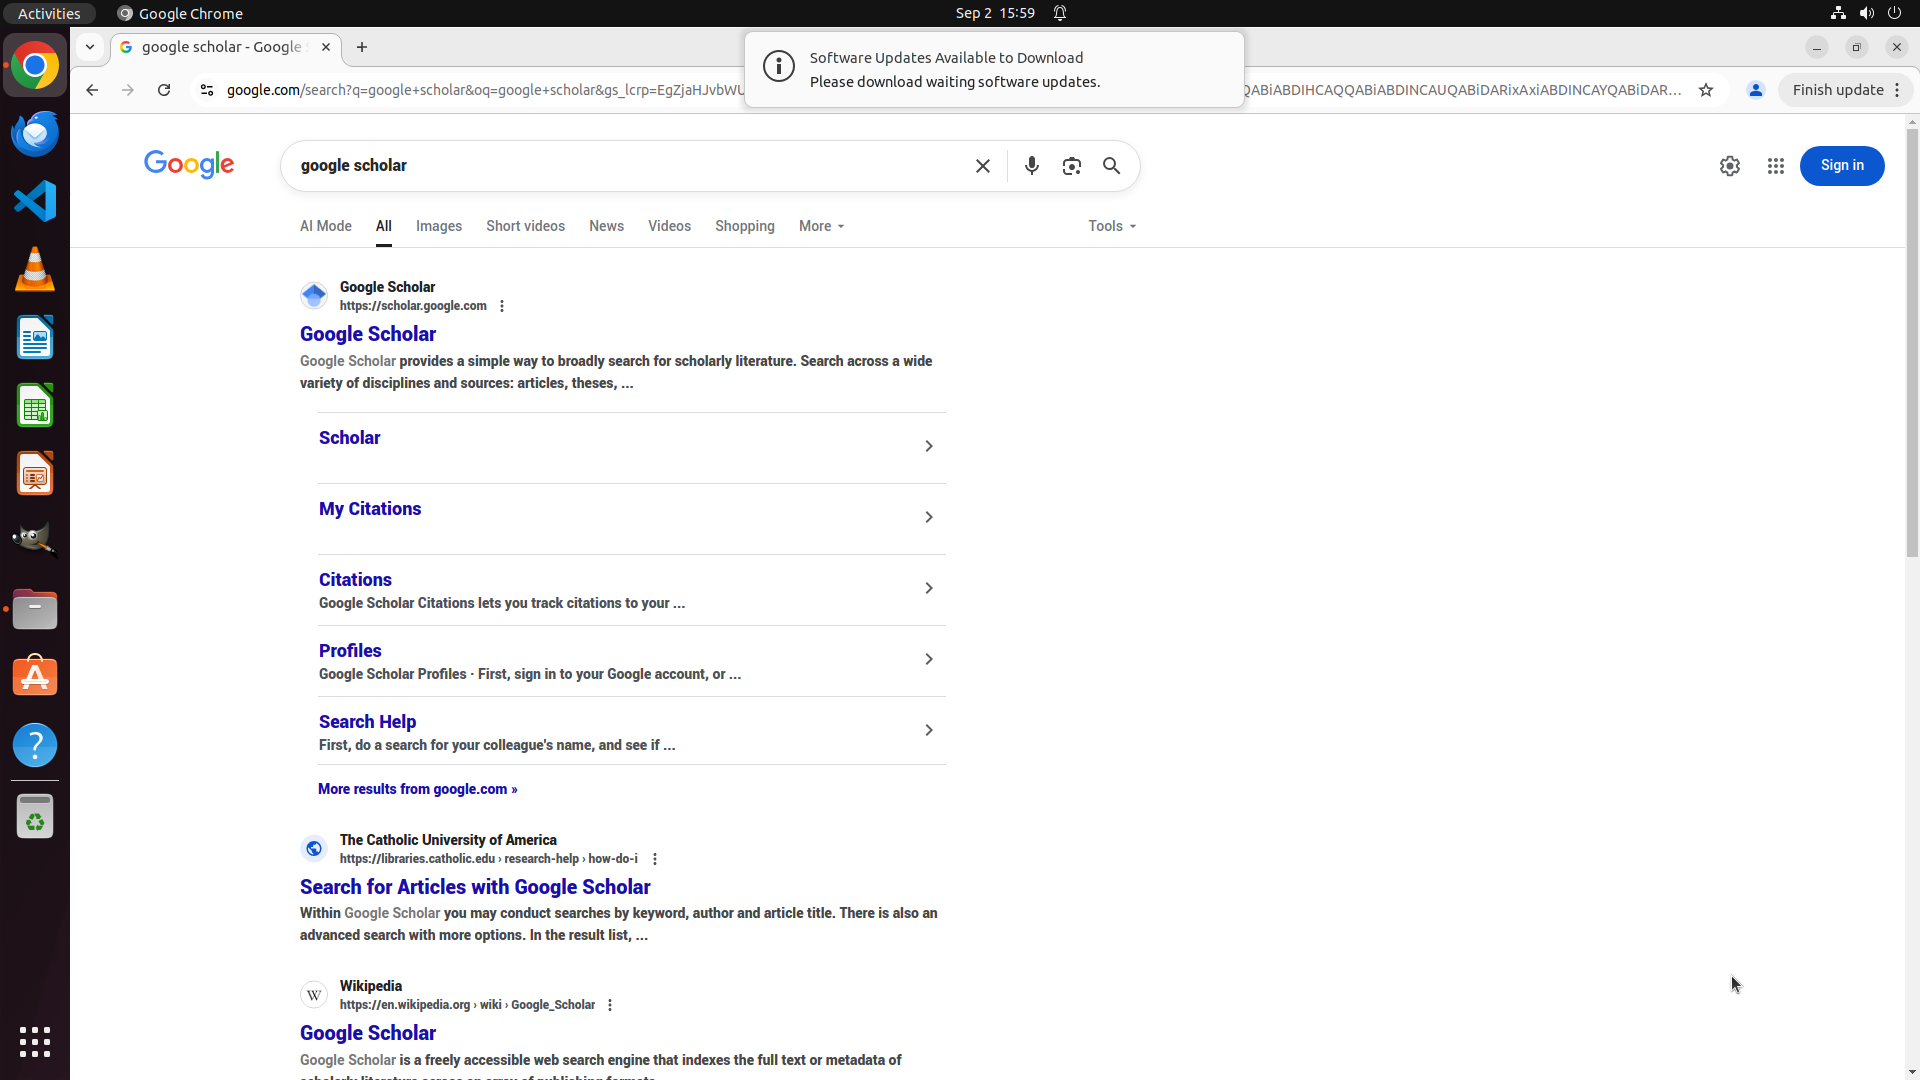 Activities
Google Chrome
Sep 2 15:59
google scholar - Google
Software Updates Available to Download
Please download waiting software updates.
google.com/search?q=google+scholar&oq=google+scholar&gs_lcrp=EgZjaHJvbWU
QABiABDIHCAQQABiABDINCAUQABiDARixAxiABDINCAYQABiDAR...
Finish update
Google
google scholar
Sign in
AI Mode
All
Images
Short videos
News
Videos
Shopping
More
Tools
Google Scholar
https://scholar.google.com
Google Scholar
Google Scholar provides a simple way to broadly search for scholarly literature. Search across a wide
variety of disciplines and sources: articles, theses, ...
Scholar
My Citations
Citations
Google Scholar Citations lets you track citations to your ...
Profiles
Google Scholar Profiles · First, sign in to your Google account, or ...
Search Help
First, do a search for your colleague's name, and see if ...
More results from google.com »
The Catholic University of America
https://libraries.catholic.edu › research-help › how-do-i
Search for Articles with Google Scholar
Within Google Scholar you may conduct searches by keyword, author and article title. There is also an
advanced search with more options. In the result list, ...
W
Wikipedia
https://en.wikipedia.org › wiki › Google_Scholar
Google Scholar
Google Scholar is a freely accessible web search engine that indexes the full text or metadata of